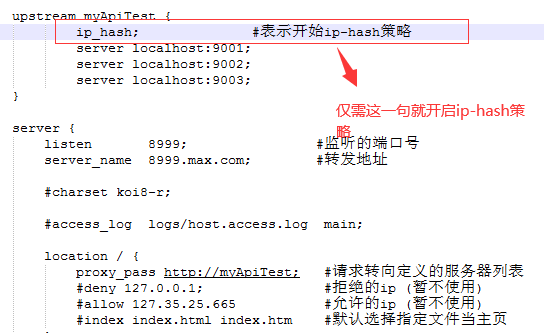 upstream myApiTest {
ip_hash; #表示开始ip-hash策略
server localhost:9001;
server localhost:9002;
server localhost:9003;
}
仅需这一句就开启ip-hash策
略
server {
listen 8999; #监听的端口号
server_name 8999.max.com; #转发地址
#charset koi8-r;
#access_log logs/host.access.log main;
location / {
proxy_pass http://myApiTest; #请求转向定义的服务器列表
#deny 127.0.0.1; #拒绝的ip (暂不使用)
#allow 127.35.25.665 #允许的ip (暂不使用)
#index index.html index.htm #默认选择指定文件当主页